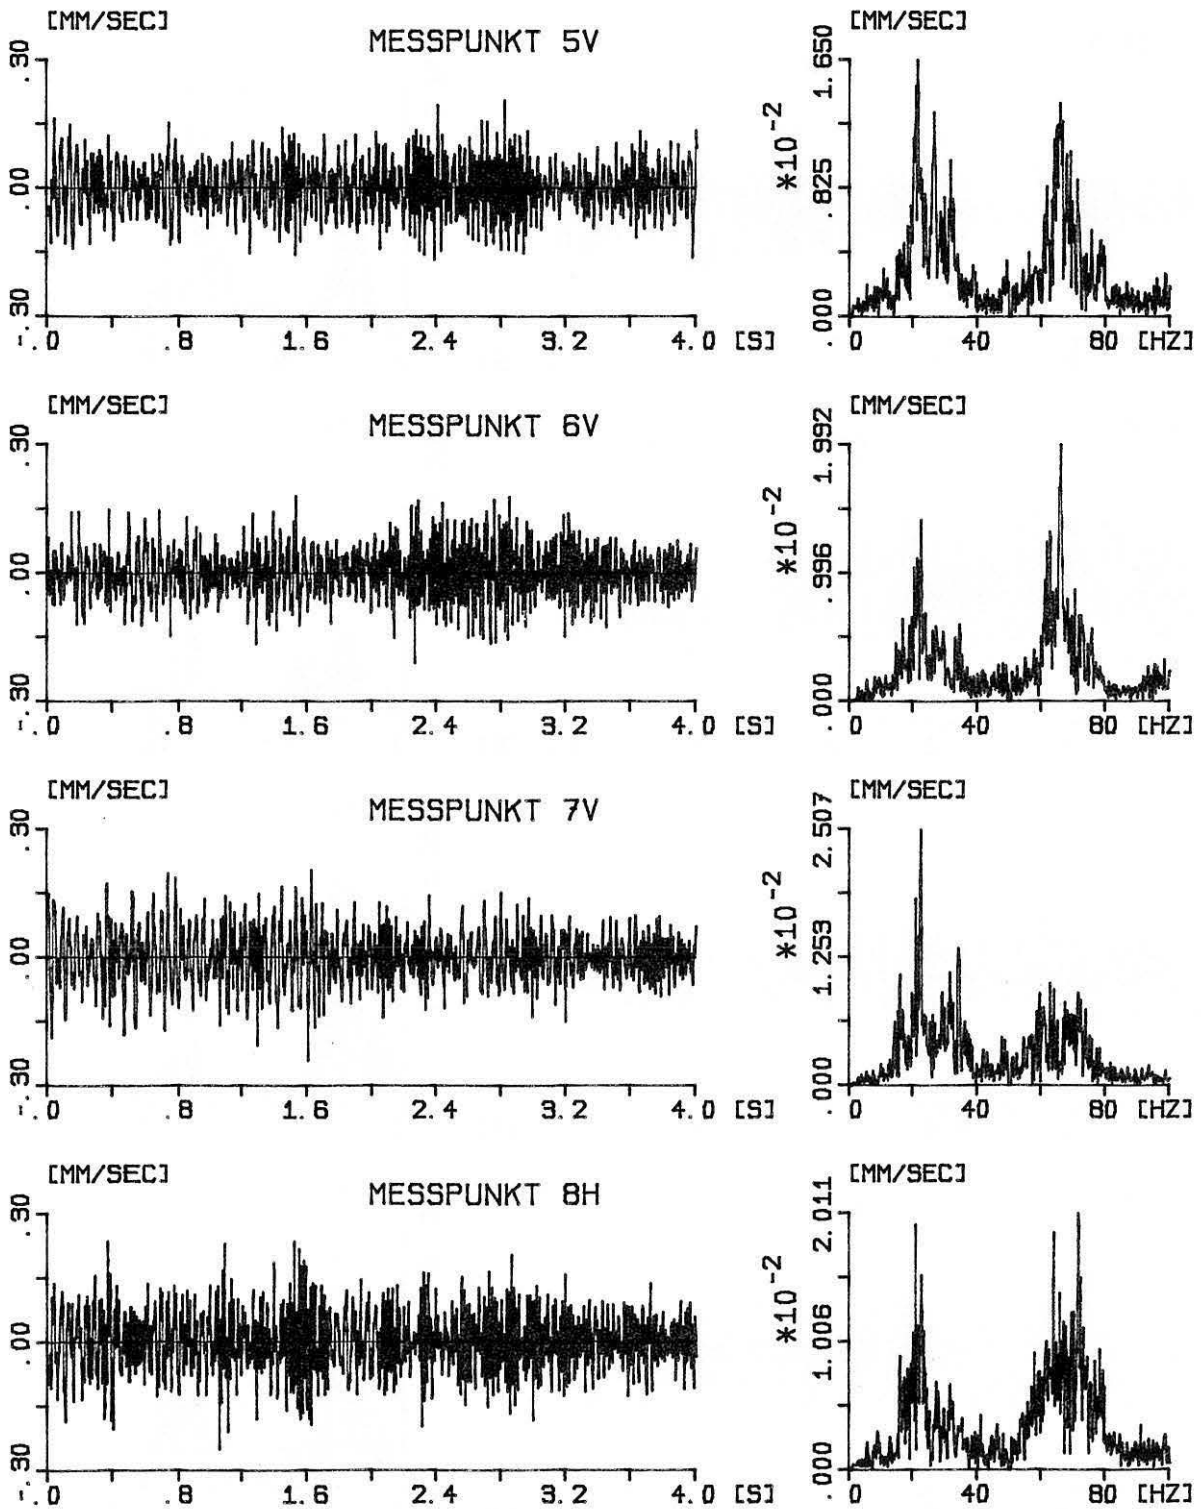 [MM/SEC]
MESSPUNKT 5V
.30
.00
-.30
.0 .8 1.6 2.4 3.2 4.0 [S]
[MM/SEC]
*10-2
1.650
.825
.000
.0 40 80 [HZ]
[MM/SEC]
MESSPUNKT 6V
.30
.00
-.30
.0 .8 1.6 2.4 3.2 4.0 [S]
[MM/SEC]
*10-2
1.992
.996
.000
.0 40 80 [HZ]
[MM/SEC]
MESSPUNKT 7V
.30
.00
-.30
.0 .8 1.6 2.4 3.2 4.0 [S]
[MM/SEC]
*10-2
2.507
1.253
.000
.0 40 80 [HZ]
[MM/SEC]
MESSPUNKT 8H
.30
.00
-.30
.0 .8 1.6 2.4 3.2 4.0 [S]
[MM/SEC]
*10-2
2.011
1.006
.000
.0 40 80 [HZ]